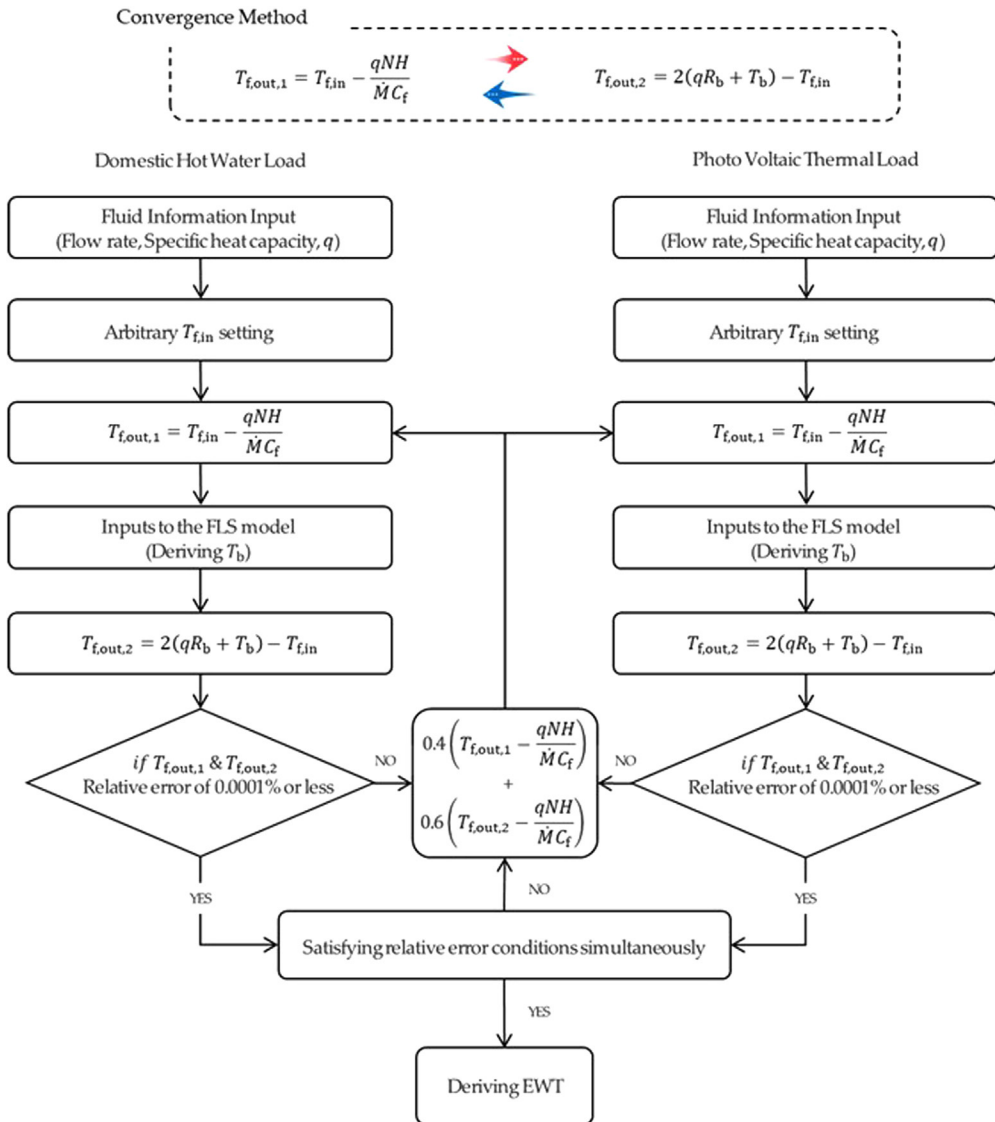 Convergence Method
T_f,out,1 = T_f,in − qNH / ṀC_f
T_f,out,2 = 2(qR_b + T_b) − T_f,in
Domestic Hot Water Load
Photo Voltaic Thermal Load
Fluid Information Input
(Flow rate, Specific heat capacity, q)
Fluid Information Input
(Flow rate, Specific heat capacity, q)
Arbitrary T_f,in setting
Arbitrary T_f,in setting
T_f,out,1 = T_f,in − qNH / ṀC_f
T_f,out,1 = T_f,in − qNH / ṀC_f
Inputs to the FLS model
(Deriving T_b)
Inputs to the FLS model
(Deriving T_b)
T_f,out,2 = 2(qR_b + T_b) − T_f,in
T_f,out,2 = 2(qR_b + T_b) − T_f,in
if T_f,out,1 & T_f,out,2
Relative error of 0.0001% or less
NO
0.4(T_f,out,1 − qNH / ṀC_f)
+
0.6(T_f,out,2 − qNH / ṀC_f)
NO
if T_f,out,1 & T_f,out,2
Relative error of 0.0001% or less
YES
NO
YES
Satisfying relative error conditions simultaneously
YES
Deriving EWT